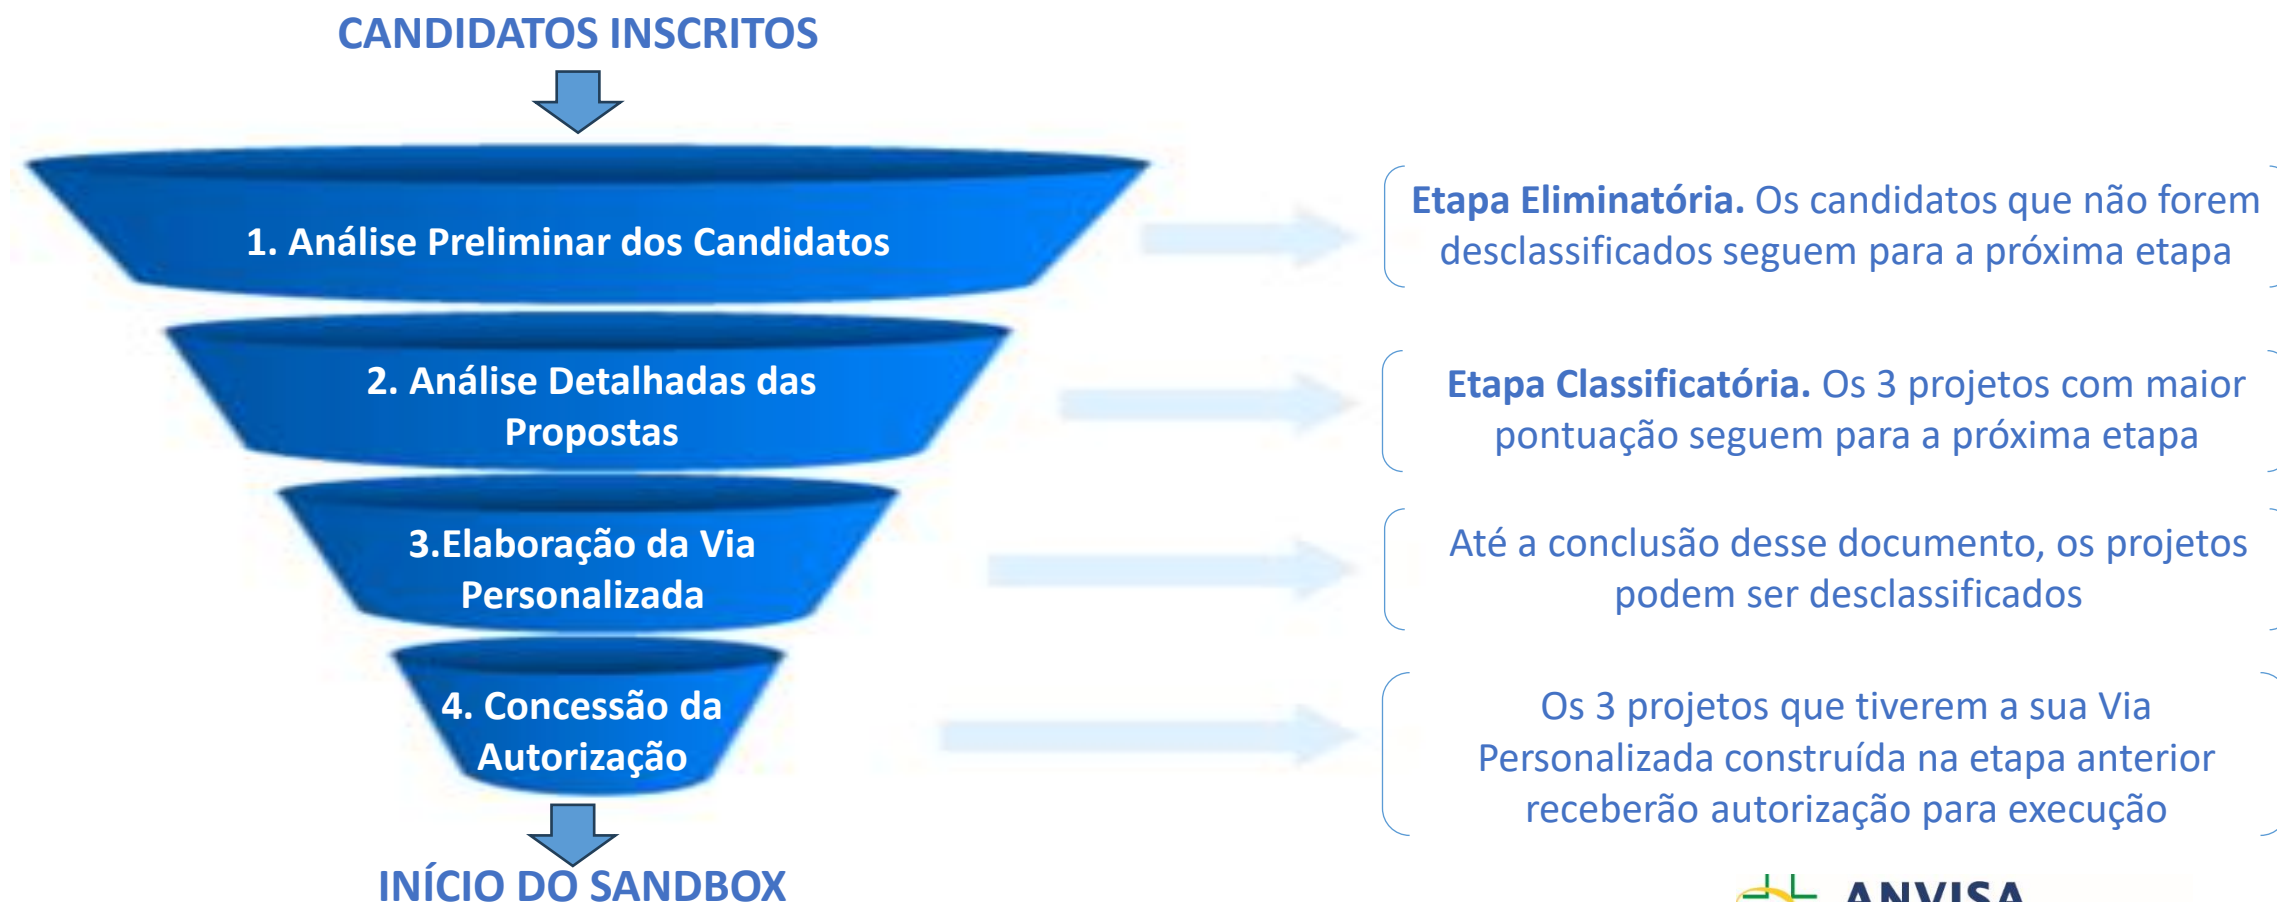 CANDIDATOS INSCRITOS
1. Análise Preliminar dos Candidatos
Etapa Eliminatória. Os candidatos que não forem
desclassificados seguem para a próxima etapa
2. Análise Detalhadas das
Propostas
Etapa Classificatória. Os 3 projetos com maior
pontuação seguem para a próxima etapa
3.Elaboração da Via
Personalizada
Até a conclusão desse documento, os projetos
podem ser desclassificados
4. Concessão da
Autorização
Os 3 projetos que tiverem a sua Via
Personalizada construída na etapa anterior
receberão autorização para execução
INÍCIO DO SANDBOX
ANVISA